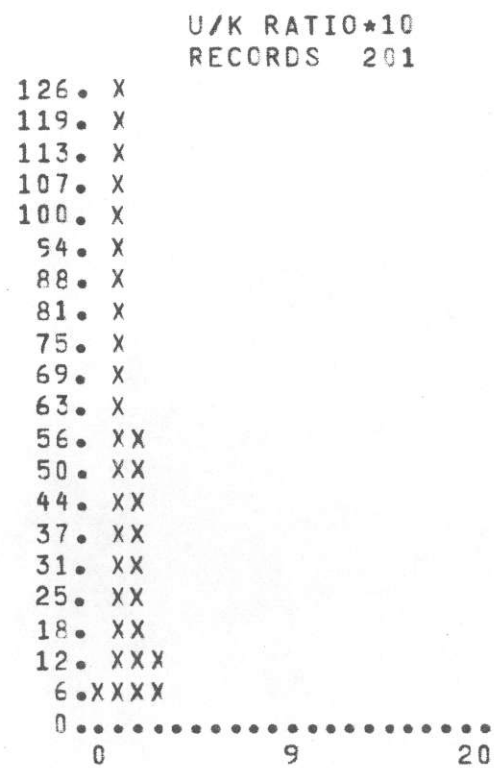 U/K RATIO*10
RECORDS 201
126. X
119. X
113. X
107. X
100. X
94. X
88. X
81. X
75. X
69. X
63. X
56. XX
50. XX
44. XX
37. XX
31. XX
25. XX
18. XX
12. XXX
6.XXXX
0.....................
0 9 20